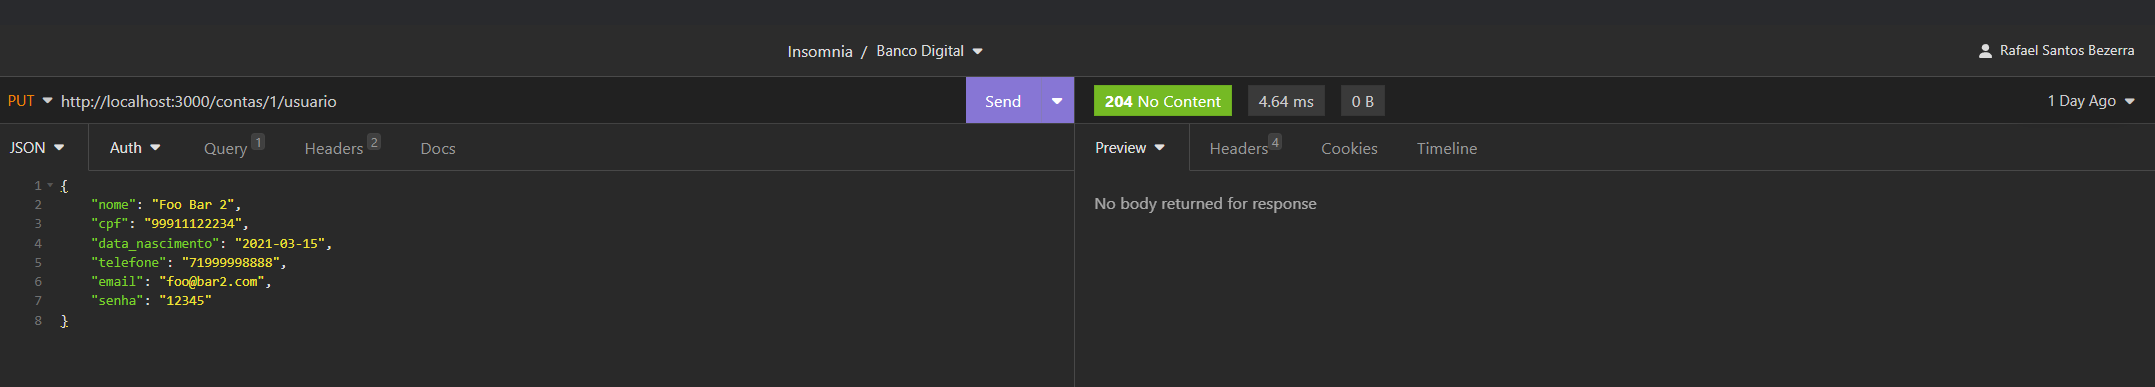 Insomnia / Banco Digital
Rafael Santos Bezerra
PUT http://localhost:3000/contas/1/usuario Send
204 No Content 4.64 ms 0 B 1 Day Ago
JSON Auth Query 1 Headers 2 Docs
Preview Headers 4 Cookies Timeline
1 {
2 "nome": "Foo Bar 2",
3 "cpf": "99911122234",
4 "data_nascimento": "2021-03-15",
5 "telefone": "71999998888",
6 "email": "foo@bar2.com",
7 "senha": "12345"
8 }
No body returned for response